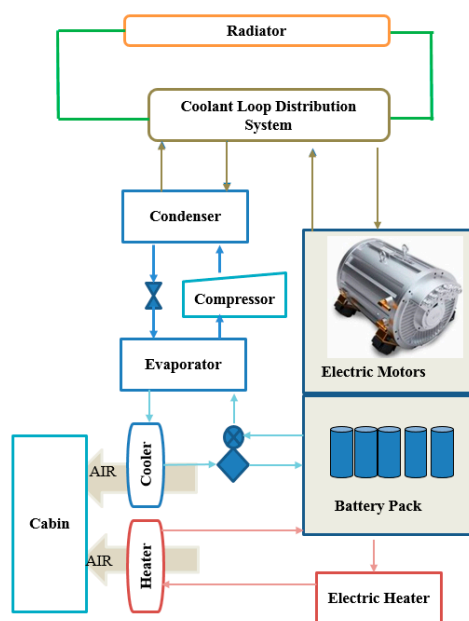 Radiator
Coolant Loop Distribution
System
Condenser
Compressor
Evaporator
Electric Motors
Cooler
AIR
Cabin
Battery Pack
AIR
Heater
Electric Heater